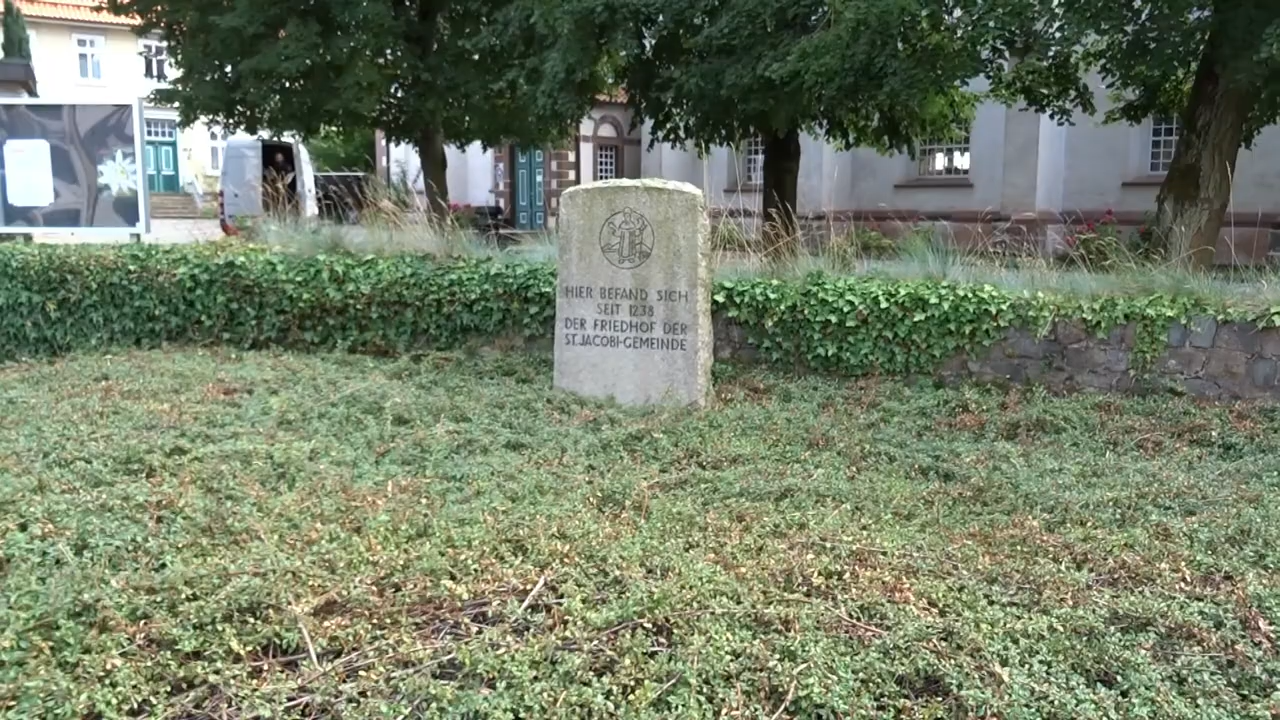 HIER BEFAND SICH
SEIT 1238
DER FRIEDHOF DER
ST.JACOBI-GEMEINDE